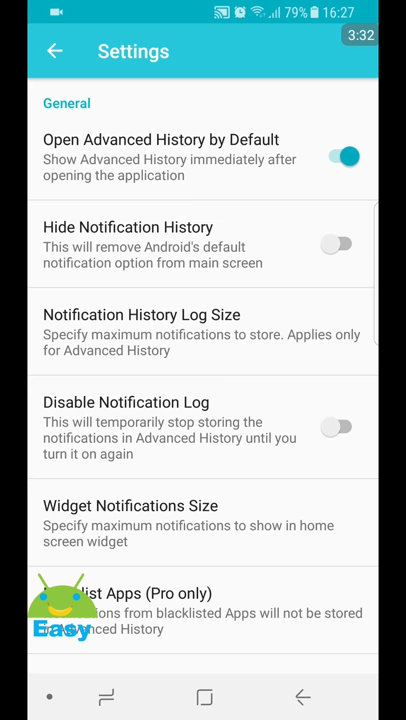 79% 16:27
3:32
Settings
General
Open Advanced History by Default
Show Advanced History immediately after
opening the application
Hide Notification History
This will remove Android's default
notification option from main screen
Notification History Log Size
Specify maximum notifications to store. Applies only
for Advanced History
Disable Notification Log
This will temporarily stop storing the
notifications in Advanced History until you
turn it on again
Widget Notifications Size
Specify maximum notifications to show in home
screen widget
Apps (Pro only)
from blacklisted Apps will not be stored
History
Easy